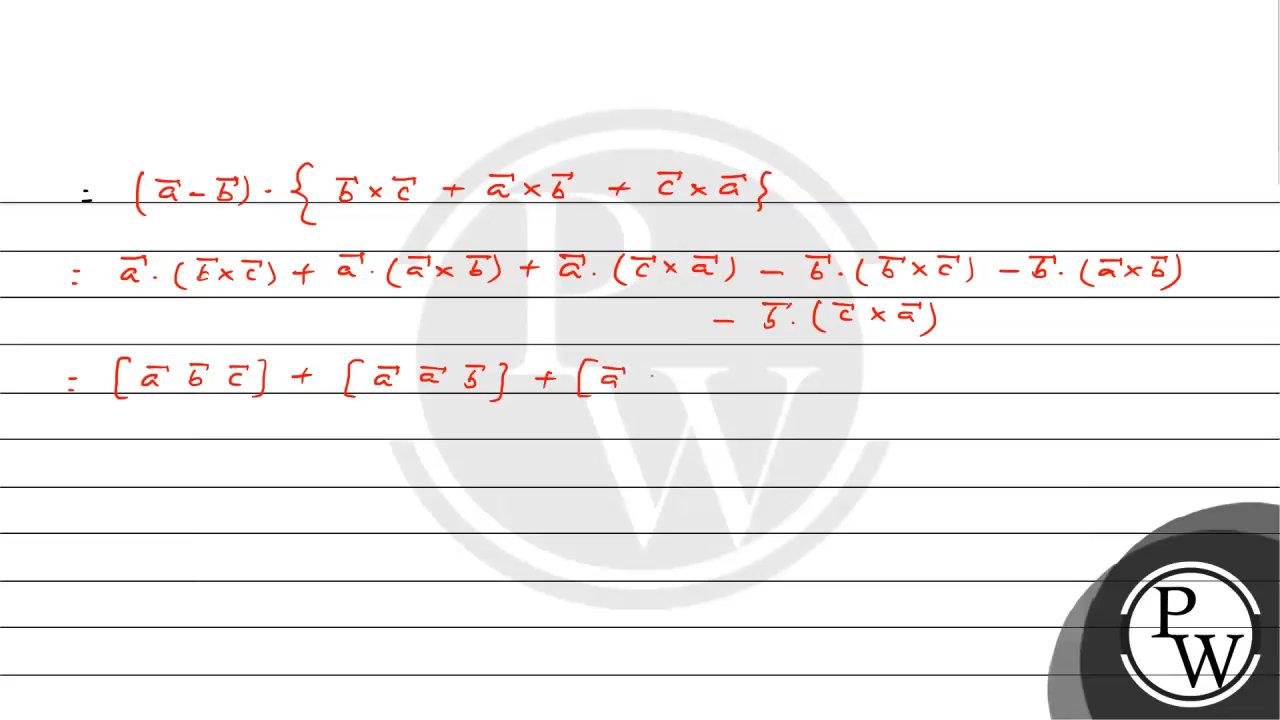 = (a⃗ - b⃗) · { b⃗ × c⃗ + a⃗ × b⃗ + c⃗ × a⃗ }
= a⃗ · (b⃗ × c⃗) + a⃗ · (a⃗ × b⃗) + a⃗ · (c⃗ × a⃗) - b⃗ · (b⃗ × c⃗) - b⃗ · (a⃗ × b⃗)
- b⃗ · (c⃗ × a⃗)
= [a⃗ b⃗ c⃗] + [a⃗ a⃗ b⃗] + [a⃗
PW
PW